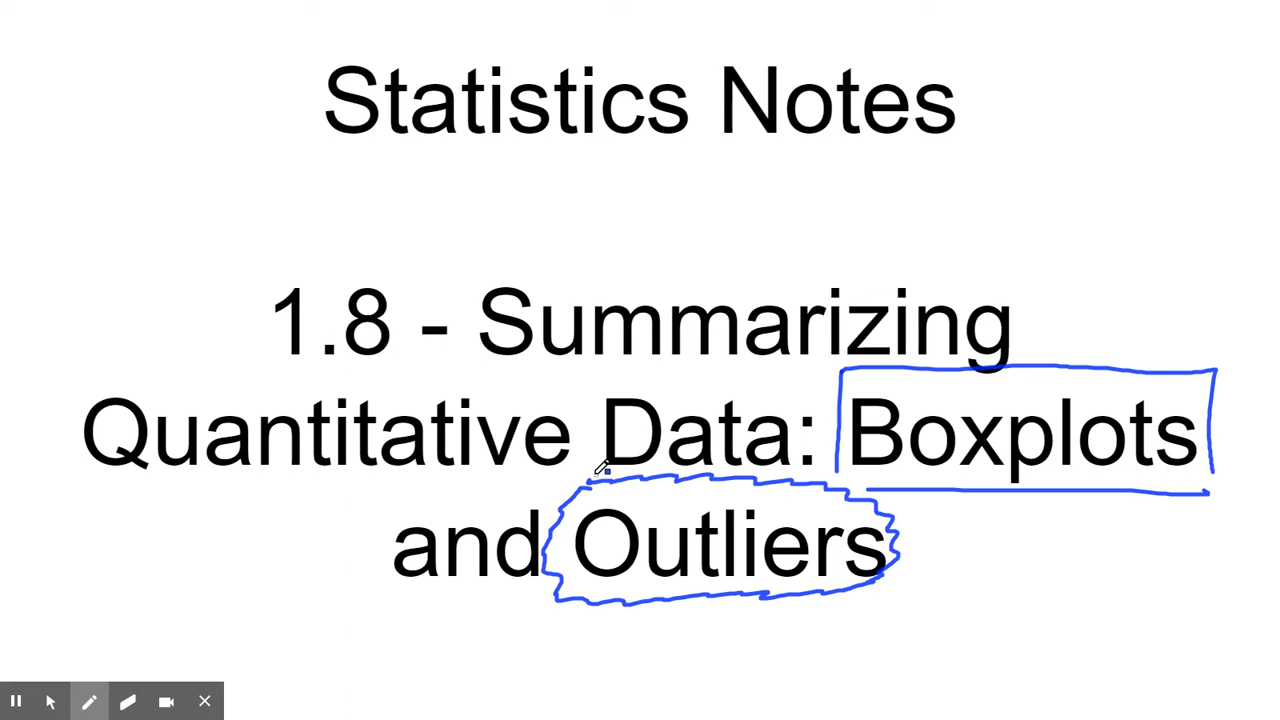 Statistics Notes
1.8 - Summarizing
Quantitative Data: Boxplots
and Outliers